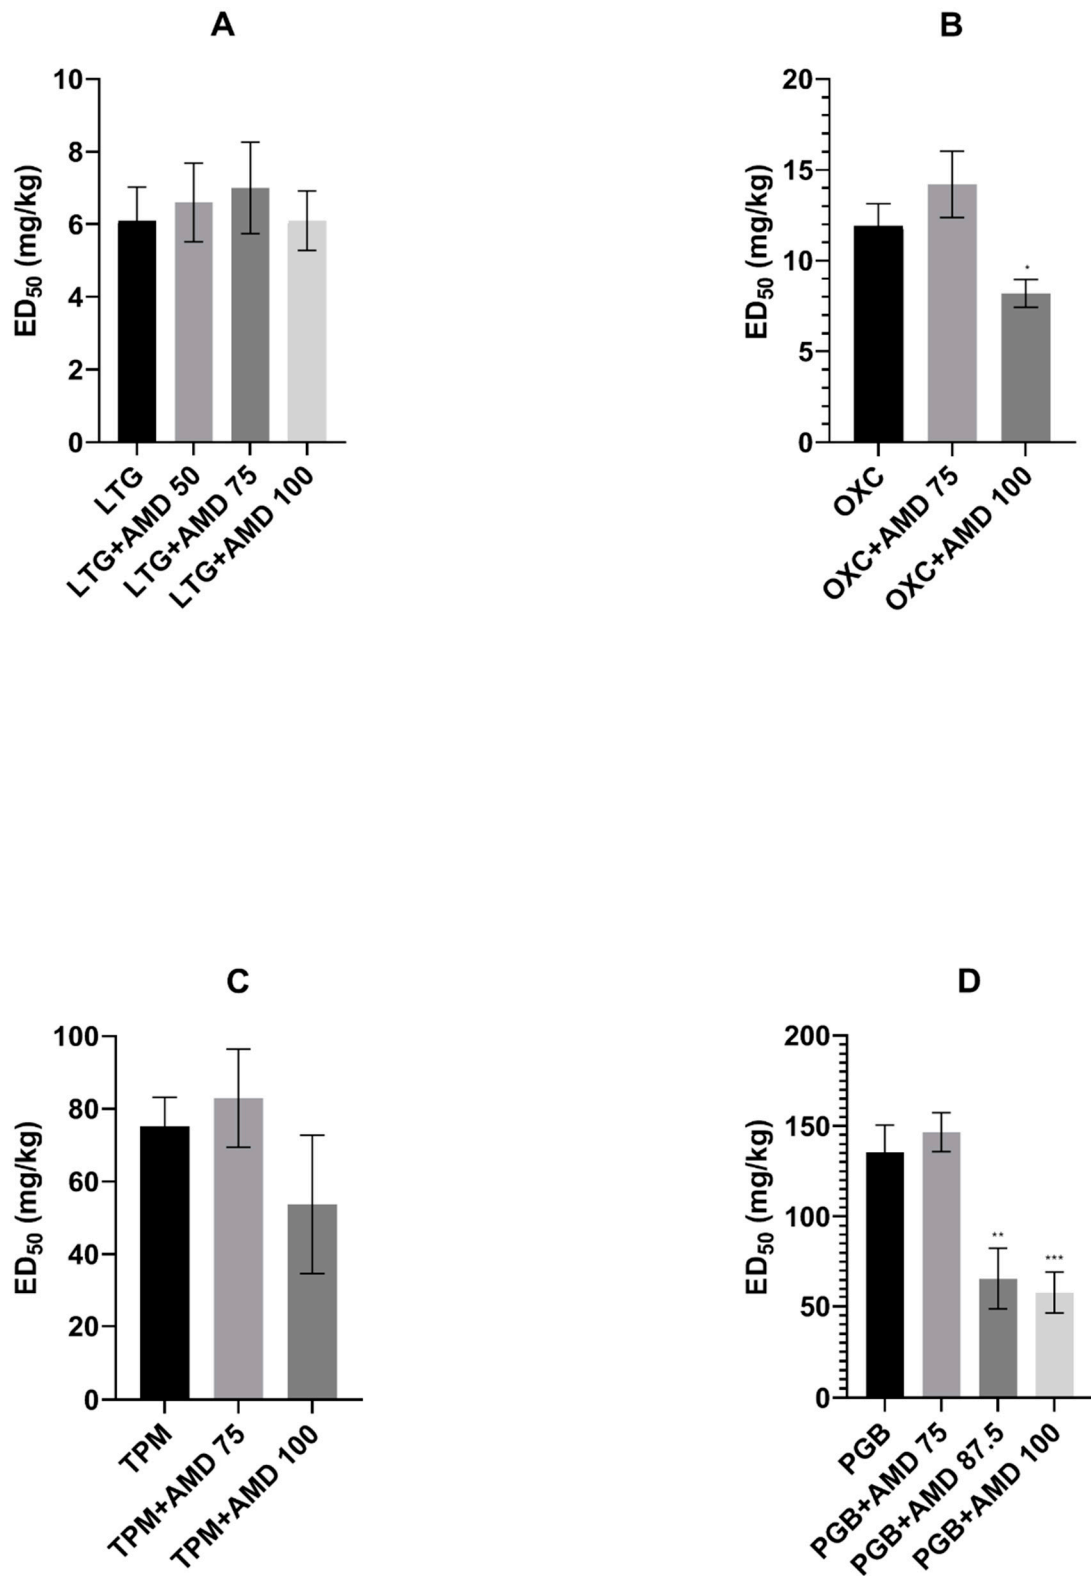 A
ED50 (mg/kg)
10
8
6
4
2
0
LTG
LTG+AMD 50
LTG+AMD 75
LTG+AMD 100
B
ED50 (mg/kg)
20
15
10
5
0
*
OXC
OXC+AMD 75
OXC+AMD 100
C
ED50 (mg/kg)
100
80
60
40
20
0
TPM
TPM+AMD 75
TPM+AMD 100
D
ED50 (mg/kg)
200
150
100
50
0
**
***
PGB
PGB+AMD 75
PGB+AMD 87.5
PGB+AMD 100